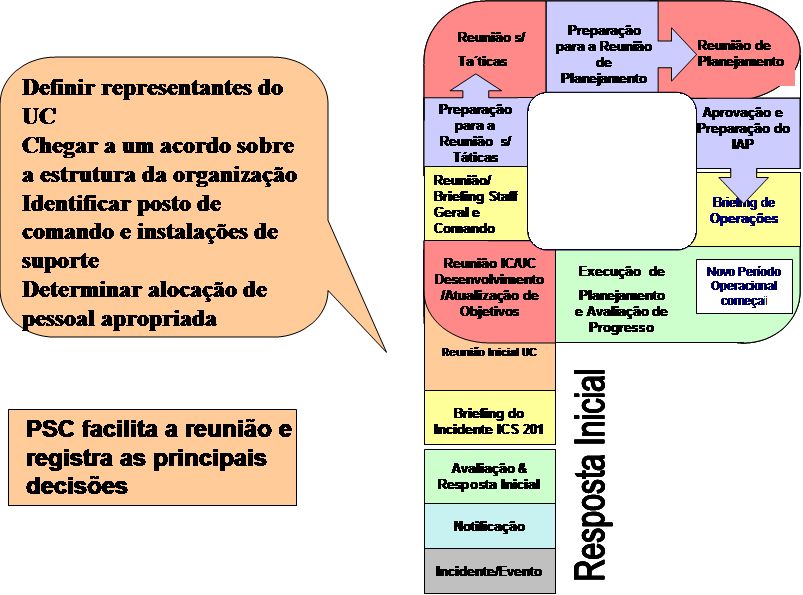 Definir representantes do
UC
Chegar a um acordo sobre
a estrutura da organização
Identificar posto de
comando e instalações de
suporte
Determinar alocação de
pessoal apropriada
PSC facilita a reunião e
registra as principais
decisões
Reunião s/
Ta´ticas
Preparação
para a Reunião
de
Planejamento
Reunião de
Planejamento
Preparação
para a
Reunião s/
Táticas
Aprovação e
Preparação do
IAP
Reunião/
Briefing Staff
Geral e
Comando
Briefing de
Operações
Reunião IC/UC
Desenvolvimento
/Atualização de
Objetivos
Execução de
Planejamento
e Avaliação de
Progresso
Novo Período
Operacional
começai
Reunião Inicial UC
Briefing do
Incidente ICS 201
Avaliação &
Resposta Inicial
Notificação
Incidente/Evento
Resposta Inicial